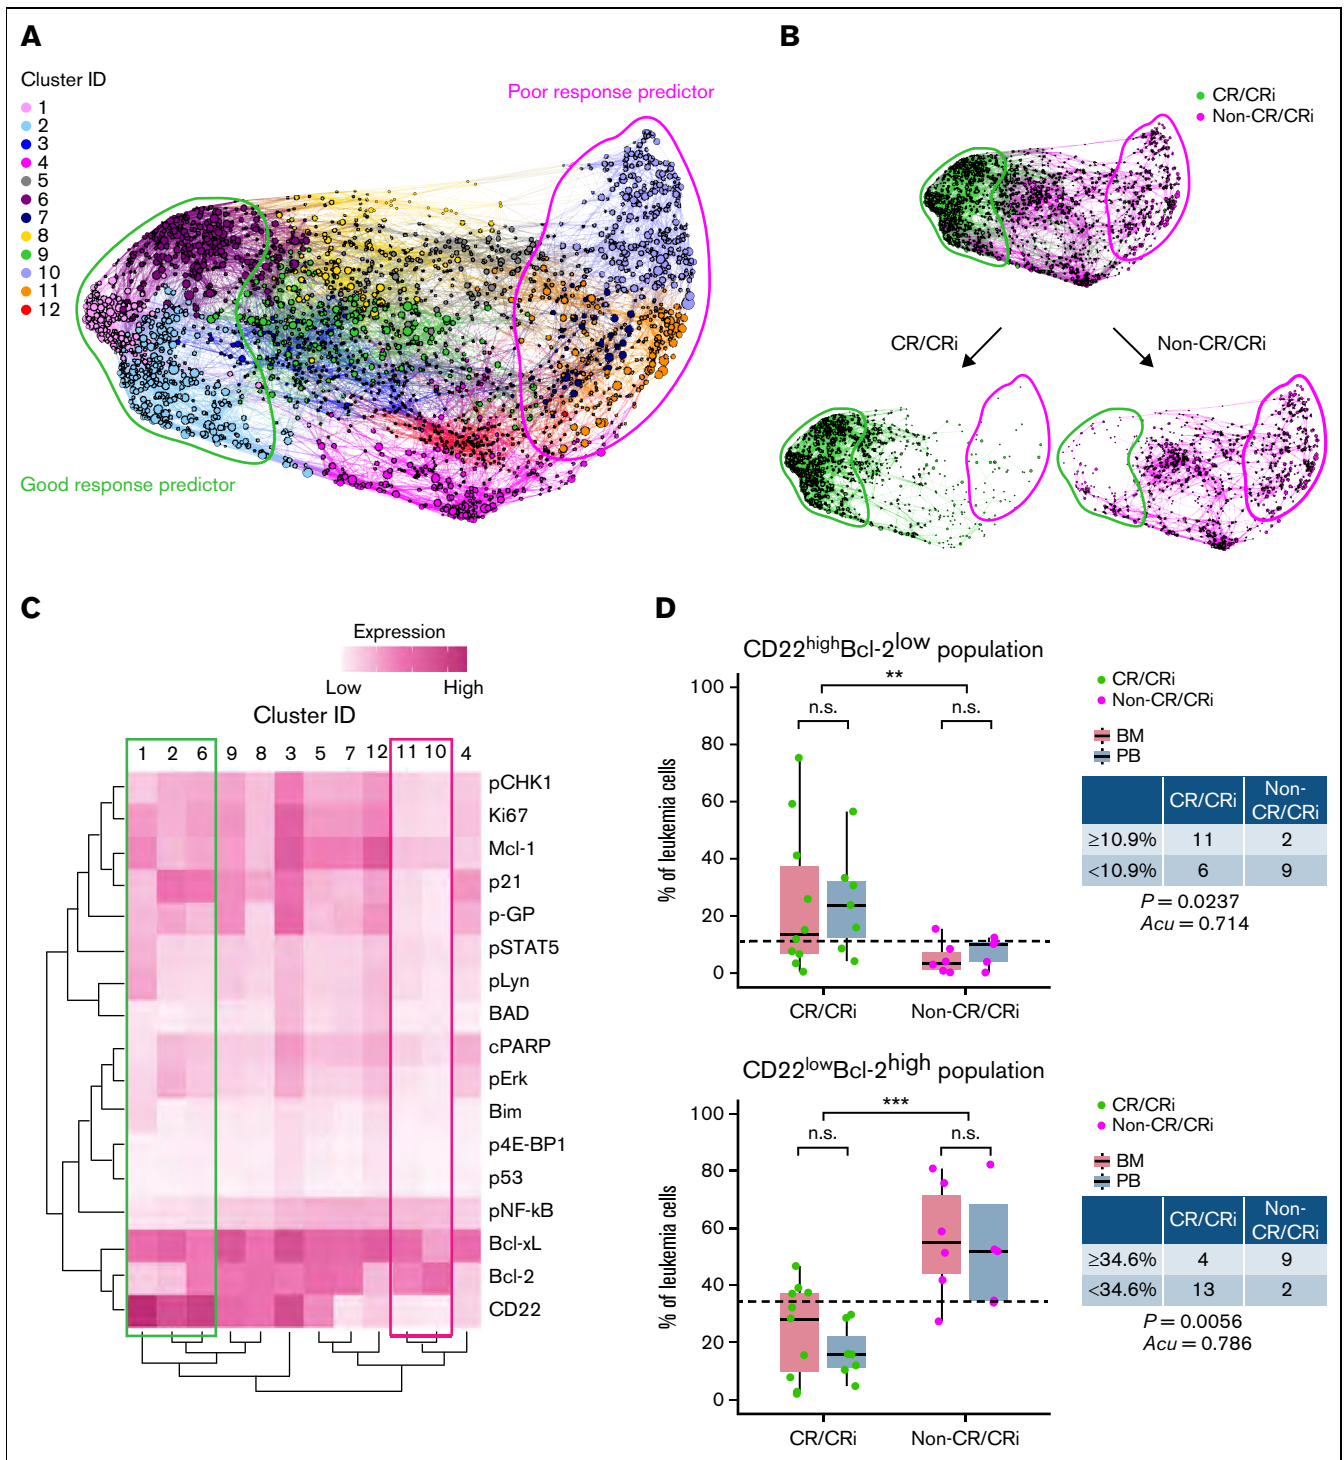 A
Cluster ID
1
2
3
4
5
6
7
8
9
10
11
12
Poor response predictor
Good response predictor
B
CR/CRi
Non-CR/CRi
CR/CRi
Non-CR/CRi
C
Expression
Low High
Cluster ID
1 2 6 9 8 3 5 7 12 11 10 4
pCHK1
Ki67
Mcl-1
p21
p-GP
pSTAT5
pLyn
BAD
cPARP
pErk
Bim
p4E-BP1
p53
pNF-kB
Bcl-xL
Bcl-2
CD22
D
CD22highBcl-2low population
**
n.s. n.s.
100
80
60
40
20
0
% of leukemia cells
CR/CRi Non-CR/CRi
CR/CRi
Non-CR/CRi
BM
PB
CR/CRi Non-CR/CRi
≥10.9% 11 2
<10.9% 6 9
P = 0.0237
Acu = 0.714
CD22lowBcl-2high population
***
n.s. n.s.
100
80
60
40
20
0
% of leukemia cells
CR/CRi Non-CR/CRi
CR/CRi
Non-CR/CRi
BM
PB
CR/CRi Non-CR/CRi
≥34.6% 4 9
<34.6% 13 2
P = 0.0056
Acu = 0.786